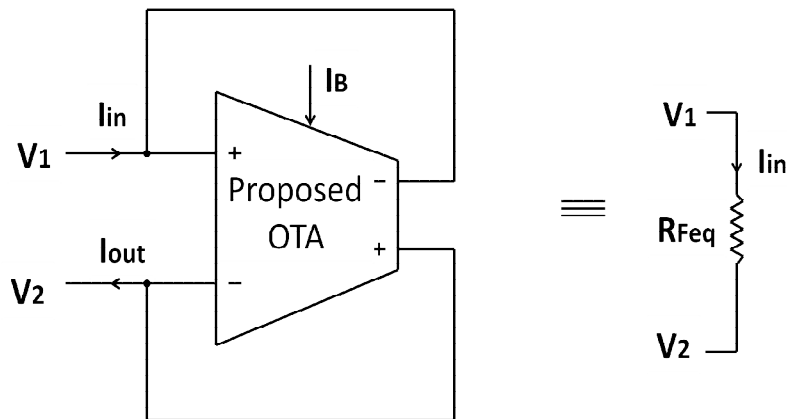 IB
Iin
V1
+
−
Proposed
OTA
+
Iout
V2
−
V1
Iin
RFeq
V2